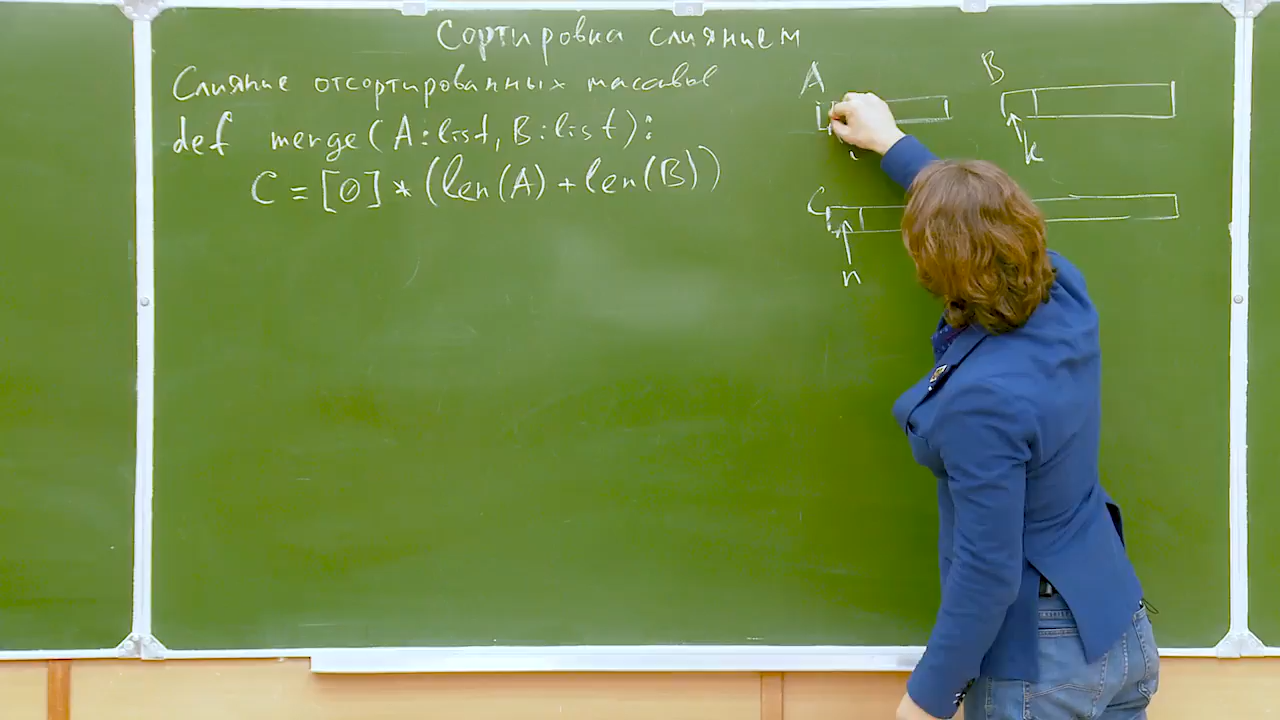 Сортировка слиянием
Слияние отсортированных массивов
def merge(A:list, B:list):
C = [0] * (len(A) + len(B))
A
B
i
k
C
n